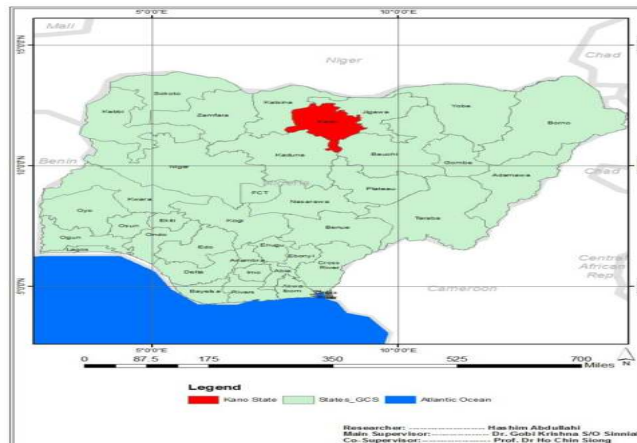 5°0'0"E 10°0'0"E
Mali
Niger
Chad
Sokoto
Katsina
Jigawa
Yobe
Borno
Kebbi
Zamfara
Kano
Benin
Kaduna
Bauchi
Gombe
Adamawa
Niger
Chad
FCT
Plateau
Kwara
Nasarawa
Oyo
Taraba
Osun
Ekiti
Kogi
Benue
Ogun
Ondo
Lagos
Edo
Enugu
Anambra
Ebonyi
Cross
River
Central
African
Rep.
Delta
Imo
Abia
Akwa
Ibom
Bayelsa
Rivers
Cameroon
5°0'0"E 10°0'0"E
0 87.5 175 350 525 700
Miles
N
Legend
Kano State States_GCS Atlantic Ocean
Researcher: Hashim Abdullahi
Main Supervisor: Dr. Gobi Krishna S/O Sinniah
Co-Supervisor: Prof. Dr Ho Chin Siong